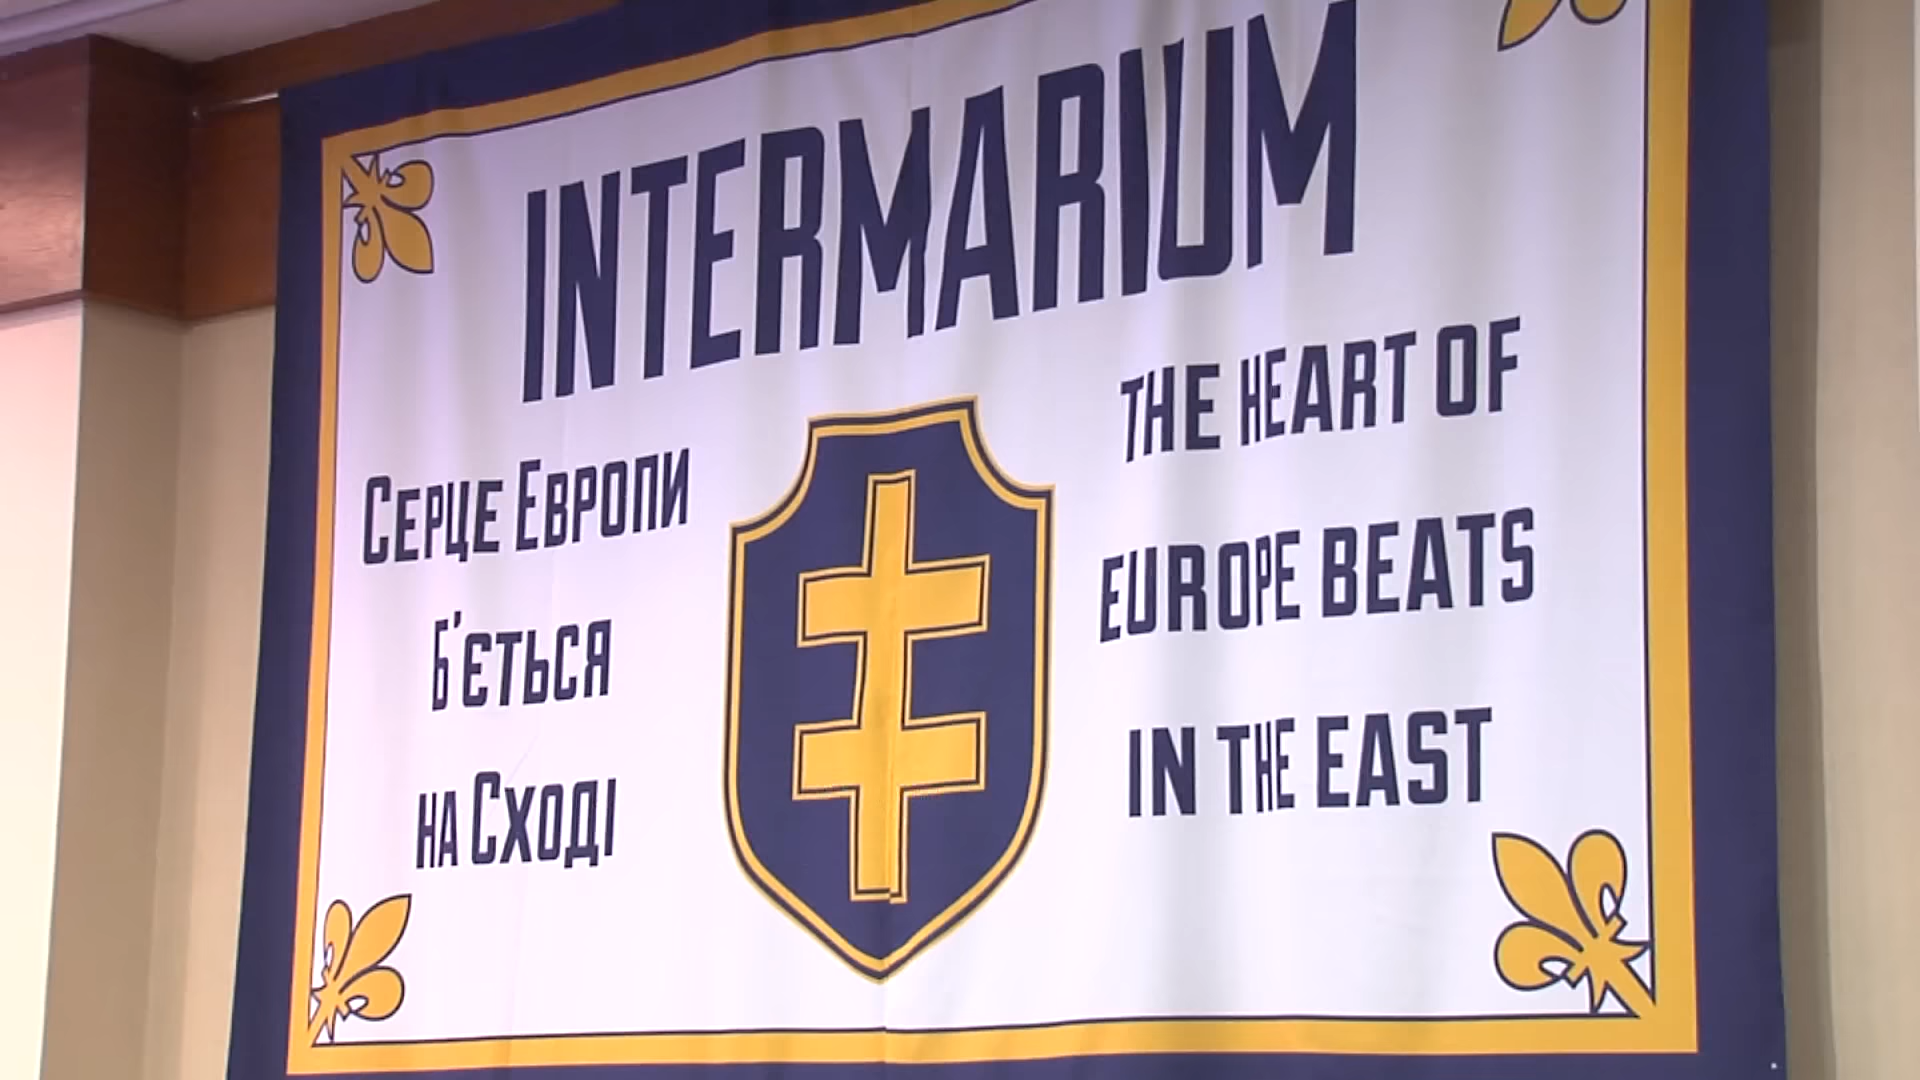 INTERMARIUM
Серце Европи
б'ється
на Сході
THE HEART OF
EUROPE BEATS
IN THE EAST